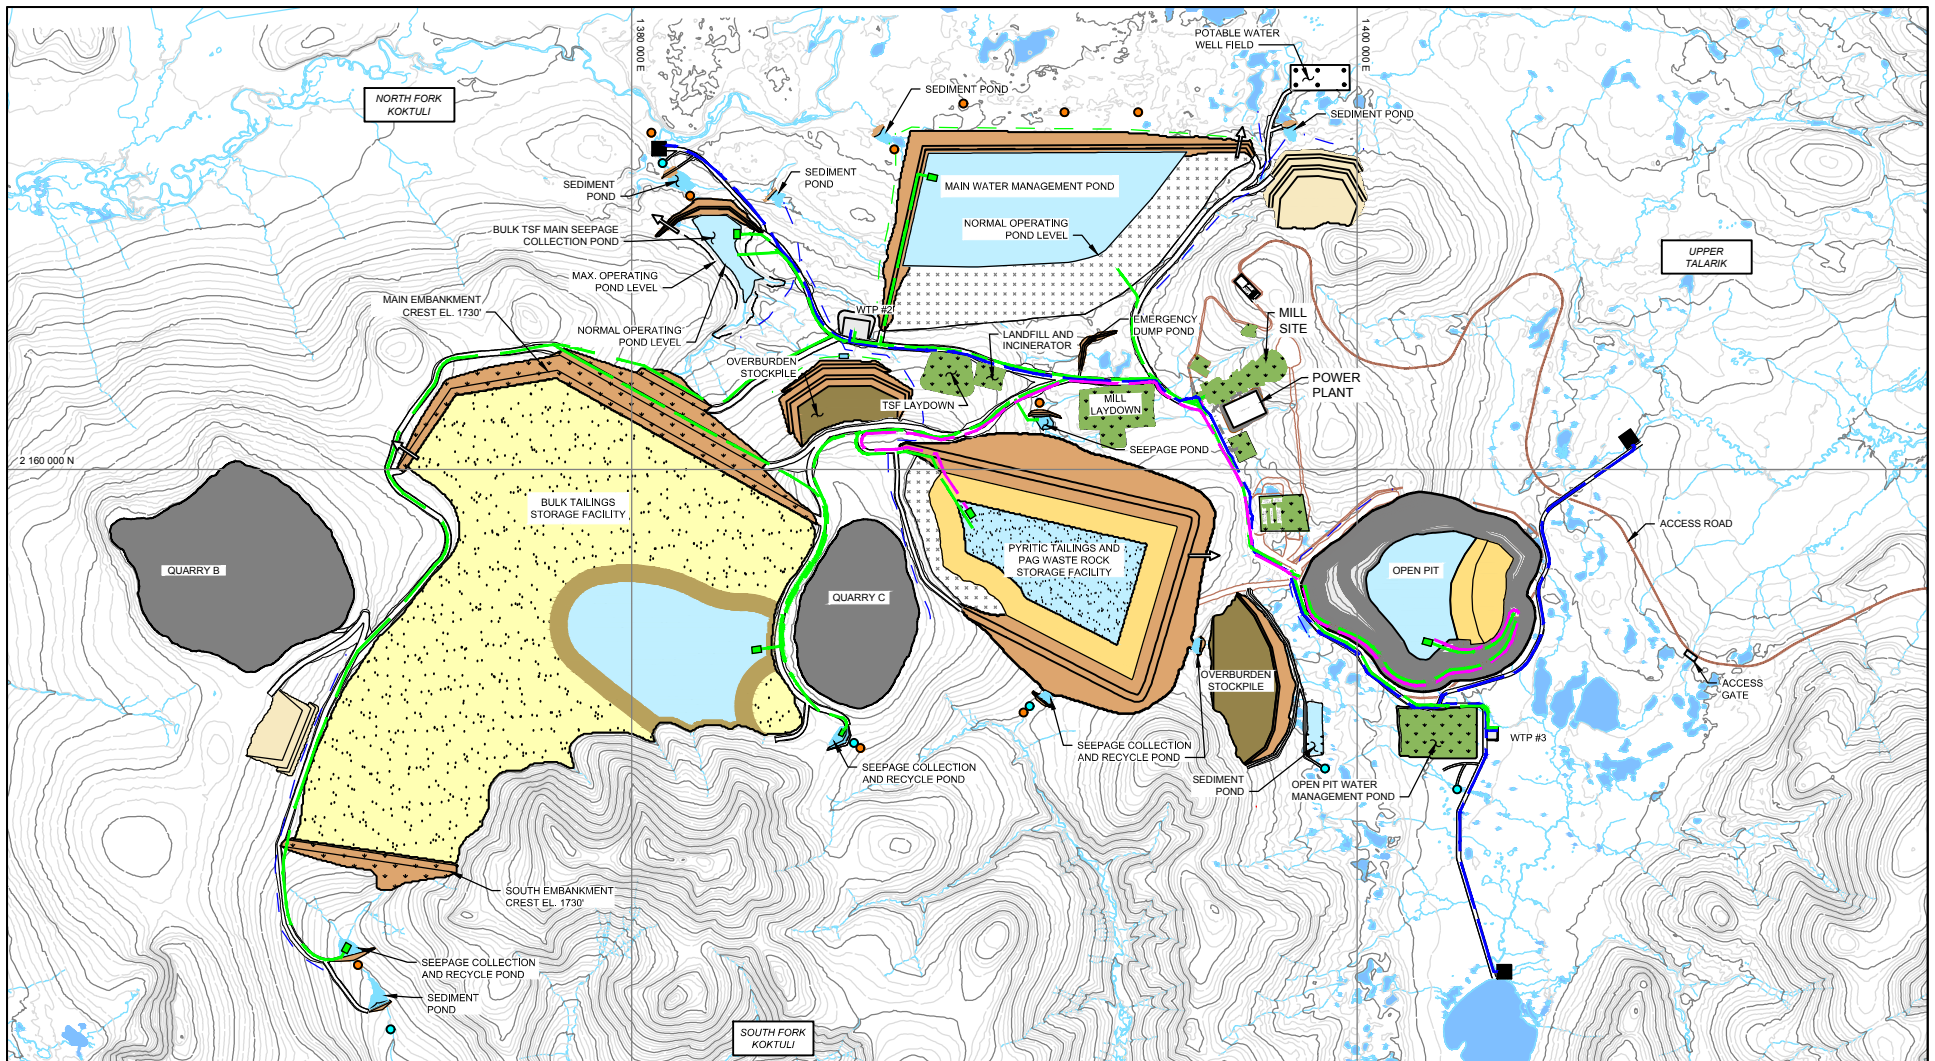 1 380 000 E
1 400 000 E
POTABLE WATER
WELL FIELD
NORTH FORK
KOKTULI
SEDIMENT POND
SEDIMENT POND
SEDIMENT
POND
SEDIMENT
POND
MAIN WATER MANAGEMENT POND
NORMAL OPERATING
POND LEVEL
BULK TSF MAIN SEEPAGE
COLLECTION POND
UPPER
TALARIK
MAX. OPERATING
POND LEVEL
MAIN EMBANKMENT
CREST EL. 1730'
WTP #2
NORMAL OPERATING
POND LEVEL
LANDFILL AND
INCINERATOR
EMERGENCY
DUMP POND
MILL
SITE
OVERBURDEN
STOCKPILE
POWER
PLANT
TSF LAYDOWN
MILL
LAYDOWN
SEEPAGE POND
2 160 000 N
BULK TAILINGS
STORAGE FACILITY
ACCESS ROAD
PYRITIC TAILINGS AND
PAG WASTE ROCK
STORAGE FACILITY
QUARRY B
OPEN PIT
QUARRY C
OVERBURDEN
STOCKPILE
ACCESS
GATE
SEEPAGE COLLECTION
AND RECYCLE POND
WTP #3
SEEPAGE COLLECTION
AND RECYCLE POND
SEDIMENT
POND
OPEN PIT WATER
MANAGEMENT POND
SOUTH EMBANKMENT
CREST EL. 1730'
SEEPAGE COLLECTION
AND RECYCLE POND
SEDIMENT
POND
SOUTH FORK
KOKTULI